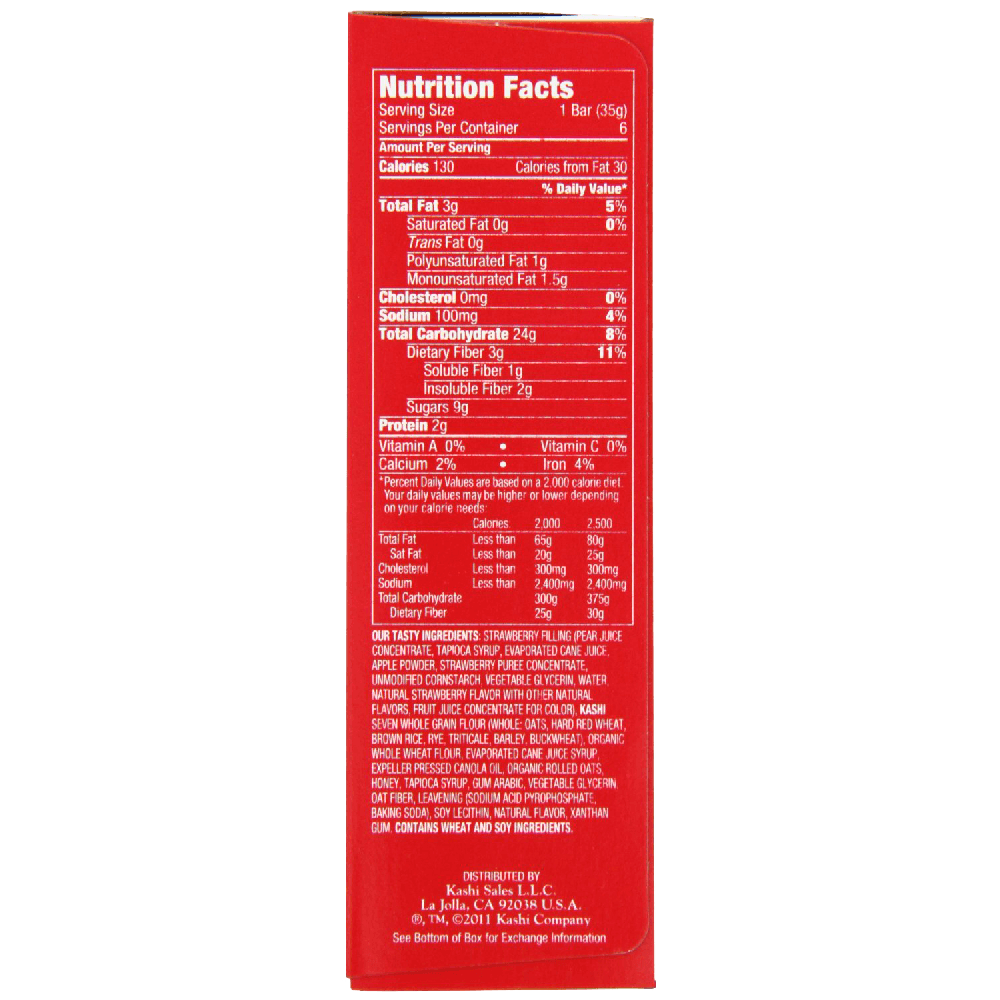 Nutrition Facts
Serving Size 1 Bar (35g)
Servings Per Container 6
Amount Per Serving
Calories 130 Calories from Fat 30
% Daily Value*
Total Fat 3g 5%
Saturated Fat 0g 0%
Trans Fat 0g
Polyunsaturated Fat 1g
Monounsaturated Fat 1.5g
Cholesterol 0mg 0%
Sodium 100mg 4%
Total Carbohydrate 24g 8%
Dietary Fiber 3g 11%
Soluble Fiber 1g
Insoluble Fiber 2g
Sugars 9g
Protein 2g
Vitamin A 0% • Vitamin C 0%
Calcium 2% • Iron 4%
*Percent Daily Values are based on a 2,000 calorie diet.
Your daily values may be higher or lower depending
on your calorie needs:
Calories: 2,000 2,500
Total Fat Less than 65g 80g
Sat Fat Less than 20g 25g
Cholesterol Less than 300mg 300mg
Sodium Less than 2,400mg 2,400mg
Total Carbohydrate 300g 375g
Dietary Fiber 25g 30g
OUR TASTY INGREDIENTS: STRAWBERRY FILLING (PEAR JUICE
CONCENTRATE, TAPIOCA SYRUP, EVAPORATED CANE JUICE,
APPLE POWDER, STRAWBERRY PUREE CONCENTRATE,
UNMODIFIED CORNSTARCH, VEGETABLE GLYCERIN, WATER,
NATURAL STRAWBERRY FLAVOR WITH OTHER NATURAL
FLAVORS, FRUIT JUICE CONCENTRATE FOR COLOR), KASHI
SEVEN WHOLE GRAIN FLOUR (WHOLE: OATS, HARD RED WHEAT,
BROWN RICE, RYE, TRITICALE, BARLEY, BUCKWHEAT), ORGANIC
WHOLE WHEAT FLOUR, EVAPORATED CANE JUICE SYRUP,
EXPELLER PRESSED CANOLA OIL, ORGANIC ROLLED OATS,
HONEY, TAPIOCA SYRUP, GUM ARABIC, VEGETABLE GLYCERIN,
OAT FIBER, LEAVENING (SODIUM ACID PYROPHOSPHATE,
BAKING SODA), SOY LECITHIN, NATURAL FLAVOR, XANTHAN
GUM. CONTAINS WHEAT AND SOY INGREDIENTS.
DISTRIBUTED BY
Kashi Sales L.L.C.
La Jolla, CA 92038 U.S.A.
®, TM, ©2011 Kashi Company
See Bottom of Box for Exchange Information